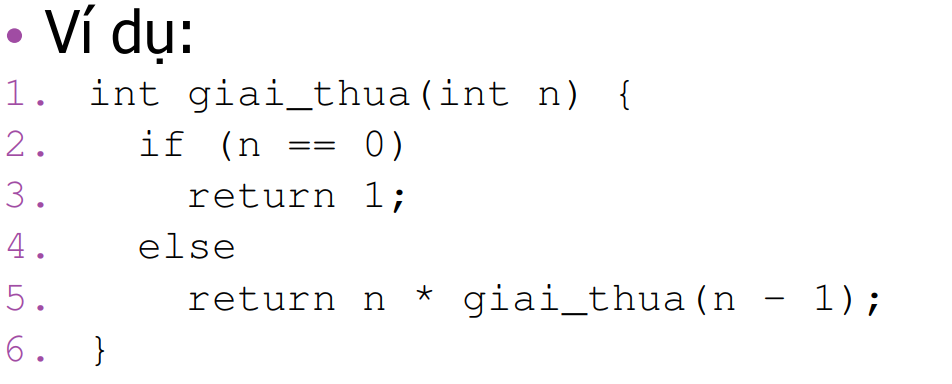 • Ví dụ:
1. int giai_thua(int n) {
2.   if (n == 0)
3.     return 1;
4.   else
5.     return n * giai_thua(n – 1);
6. }